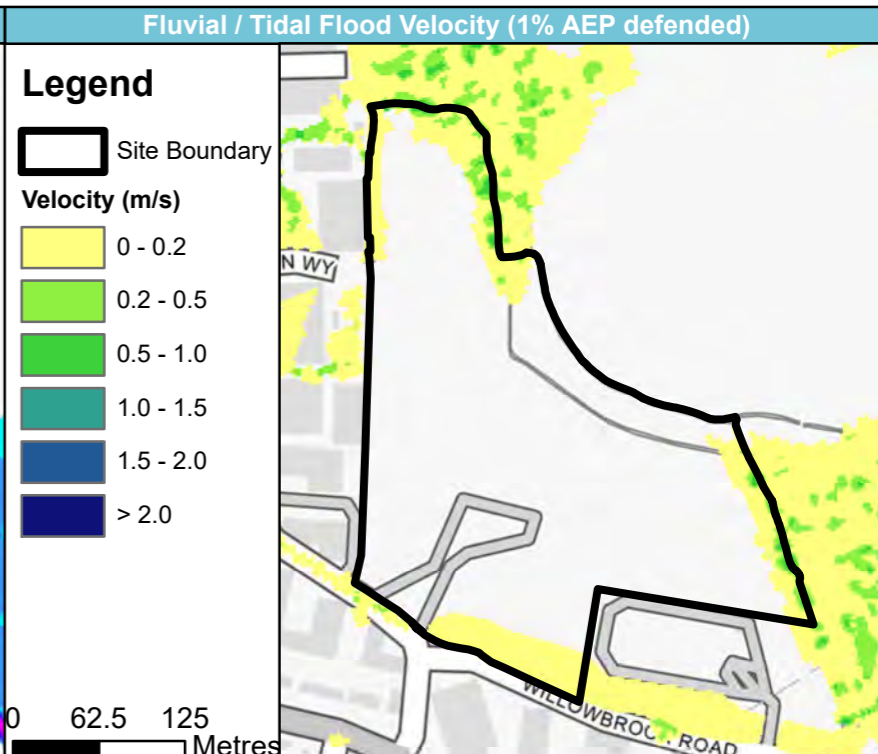 Fluvial / Tidal Flood Velocity (1% AEP defended)
Legend
Site Boundary
Velocity (m/s)
0 - 0.2
0.2 - 0.5
0.5 - 1.0
1.0 - 1.5
1.5 - 2.0
> 2.0
0 62.5 125
Metres
N WY
ROAD